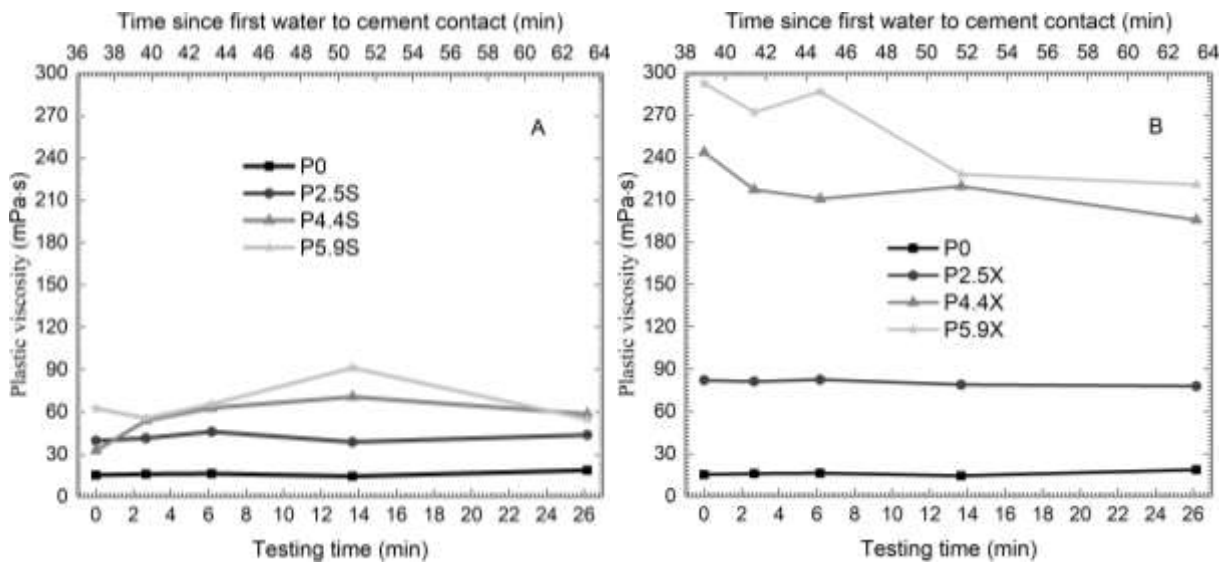 Time since first water to cement contact (min)
36 38 40 42 44 46 48 50 52 54 56 58 60 62 64
300
270
240
210
180
150
120
90
60
30
0
Plastic viscosity (mPa·s)
A
P0
P2.5S
P4.4S
P5.9S
0 2 4 6 8 10 12 14 16 18 20 22 24 26
Testing time (min)
Time since first water to cement contact (min)
38 40 42 44 46 48 50 52 54 56 58 60 62 64
300
270
240
210
180
150
120
90
60
30
0
Plastic viscosity (mPa·s)
B
P0
P2.5X
P4.4X
P5.9X
0 2 4 6 8 10 12 14 16 18 20 22 24 26
Testing time (min)